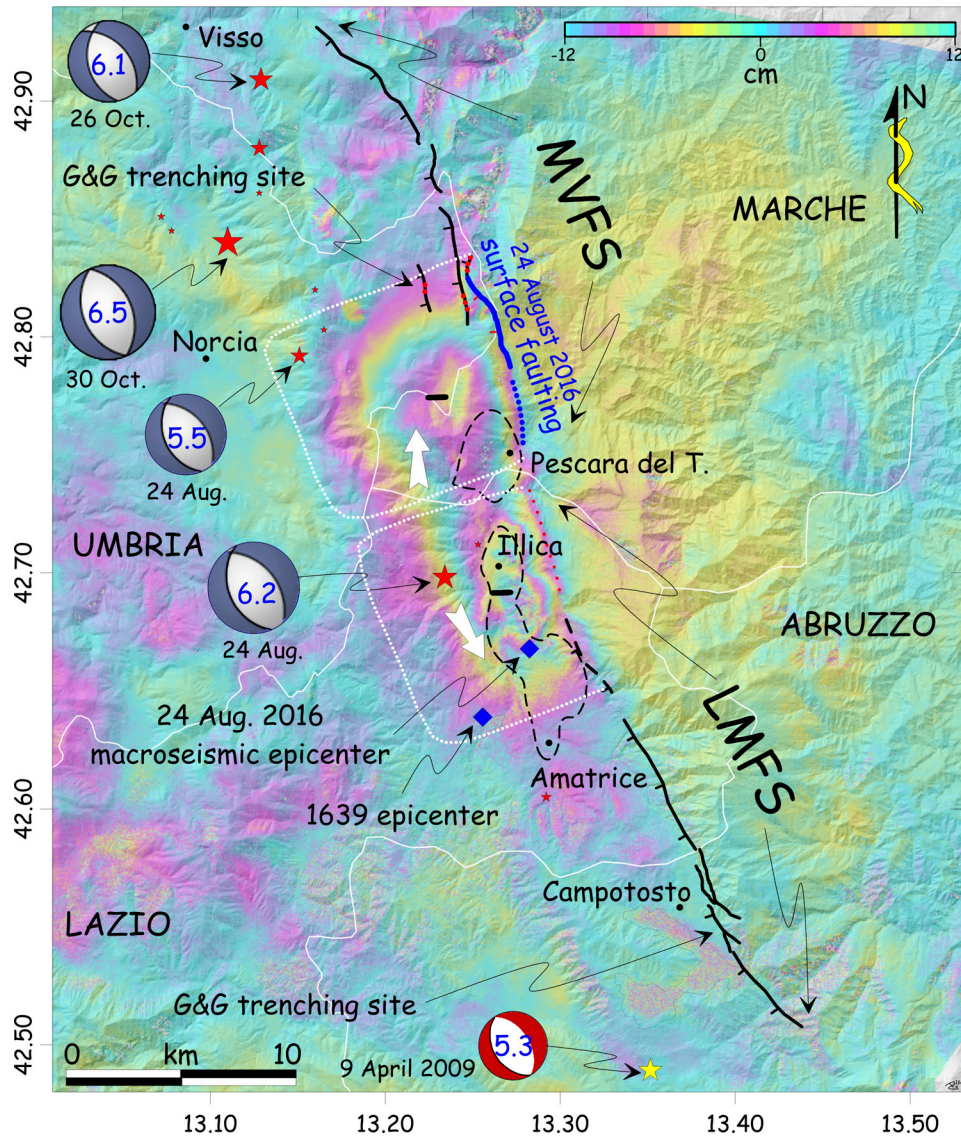 Visso
-12
0
12
cm
6.1
26 Oct.
42.90
N
G&G trenching site
MVFS
MARCHE
24 August 2016
surface faulting
6.5
30 Oct.
42.80
Norcia
5.5
24 Aug.
Pescara del T.
UMBRIA
Illica
42.70
6.2
24 Aug.
ABRUZZO
24 Aug. 2016
macroseismic epicenter
LMFS
Amatrice
1639 epicenter
42.60
Campotosto
LAZIO
G&G trenching site
42.50
0
km
10
9 April 2009
5.3
13.10
13.20
13.30
13.40
13.50